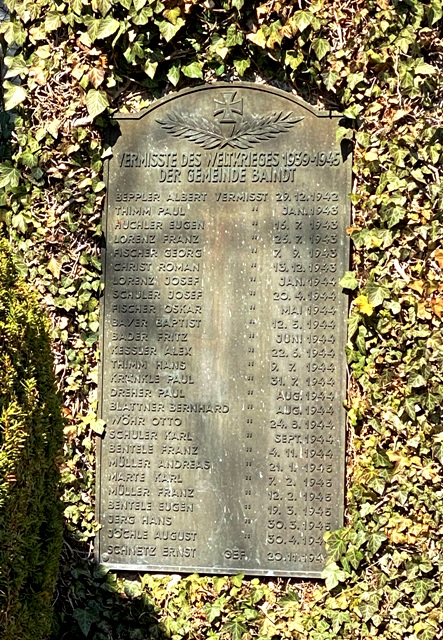 VERMISSTE DES WELTKRIEGES 1939-1945
DER GEMEINDE BAINDT
BEPPLER ALBERT VERMISST 29.12.1942
THIMM PAUL " JAN. 1943
HUCHLER EUGEN " 16. 7. 1943
LORENZ FRANZ " 25. 7. 1943
FISCHER GEORG " 7. 9. 1943
CHRIST ROMAN " 13. 12. 1943
LORENZ JOSEF " JAN. 1944
SCHULER JOSEF " 20. 4. 1944
FISCHER OSKAR " MAI 1944
BAYER BAPTIST " 12. 5. 1944
BADER FRITZ " JUNI 1944
KESSLER ALEX " 22. 6. 1944
THIMM HANS " 9. 7. 1944
KRÄNKLE PAUL " 31. 7. 1944
DREHER PAUL " AUG. 1944
BLATTNER BERNHARD " AUG. 1944
WÖHR OTTO " 24. 8. 1944
SCHULER KARL " SEPT. 1944
BENTELE FRANZ " 4. 11. 1944
MÜLLER ANDREAS " 21. 1. 1945
MARTE KARL " 7. 2. 1945
MÜLLER FRANZ " 12. 2. 1945
BENTELE EUGEN " 19. 3. 1945
JERG HANS " 30. 3. 1945
JÖCHLE AUGUST " 30. 4. 1945
SCHNETZ ERNST GEF.